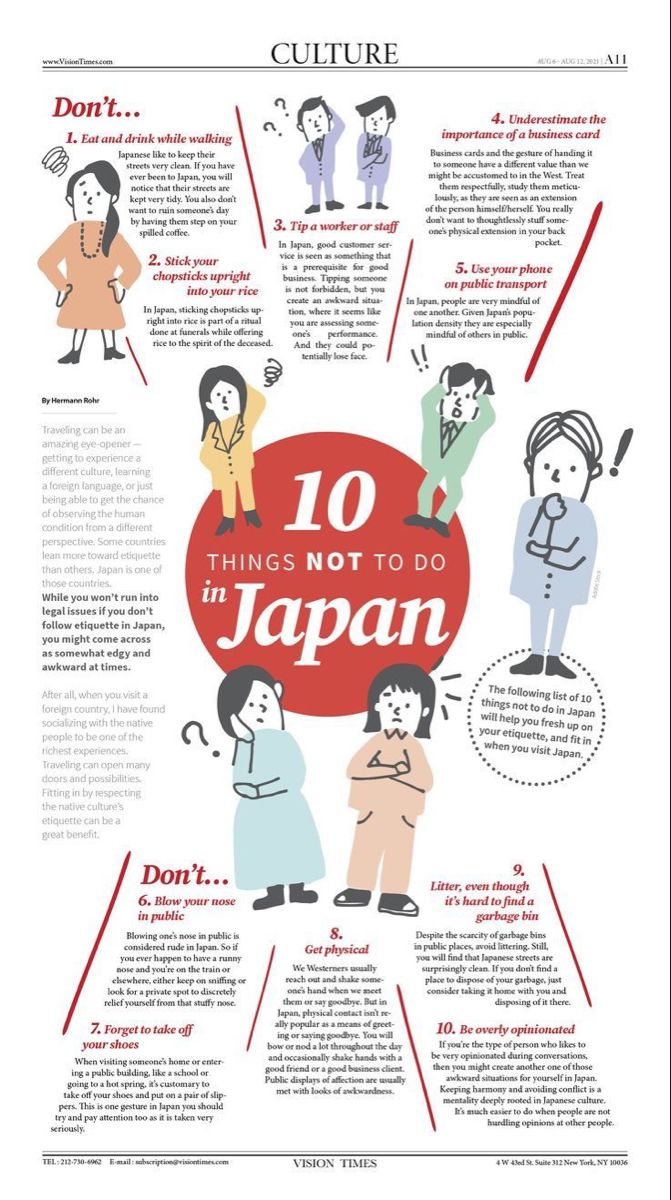 www.VisionTimes.com
CULTURE
AUG 6 - AUG 12, 2021 | A11
Don't...
1. Eat and drink while walking
Japanese like to keep their
streets very clean. If you have
ever been to Japan, you will
notice that their streets are
kept very tidy. You also don't
want to ruin someone's day
by having them step on your
spilled coffee.
2. Stick your
chopsticks upright
into your rice
In Japan, sticking chopsticks up-
right into rice is part of a ritual
done at funerals while offering
rice to the spirit of the deceased.
? ?
3. Tip a worker or staff
In Japan, good customer ser-
vice is seen as something that
is a prerequisite for good
business. Tipping someone
is not forbidden, but you
create an awkward situa-
tion, where it seems like
you are assessing some-
one's performance.
And they could po-
tentially lose face.
4. Underestimate the
importance of a business card
Business cards and the gesture of handing it
to someone have a different value than we
might be accustomed to in the West. Treat
them respectfully, study them meticu-
lously, as they are seen as an extension
of the person himself/herself. You really
don't want to thoughtlessly stuff some-
one's physical extension in your back
pocket.
5. Use your phone
on public transport
In Japan, people are very mindful of
one another. Given Japan's popu-
lation density they are especially
mindful of others in public.
!!
!
By Hermann Rohr
Traveling can be an
amazing eye-opener —
getting to experience a
different culture, learning
a foreign language, or just
being able to get the chance
of observing the human
condition from a different
perspective. Some countries
lean more toward etiquette
than others. Japan is one of
those countries.
While you won't run into
legal issues if you don't
follow etiquette in Japan,
you might come across
as somewhat edgy and
awkward at times.
After all, when you visit a
foreign country, I have found
socializing with the native
people to be one of the
richest experiences.
Traveling can open many
doors and possibilities.
Fitting in by respecting
the native culture's
etiquette can be a
great benefit.
10
THINGS NOT TO DO
in Japan
Adobe Stock
The following list of 10
things not to do in Japan
will help you fresh up on
your etiquette, and fit in
when you visit Japan.
?
Don't...
6. Blow your nose
in public
Blowing one's nose in public is
considered rude in Japan. So if
you ever happen to have a runny
nose and you're on the train or
elsewhere, either keep on sniffing or
look for a private spot to discretely
relief yourself from that stuffy nose.
7. Forget to take off
your shoes
When visiting someone's home or enter-
ing a public building, like a school or
going to a hot spring, it's customary to
take off your shoes and put on a pair of slip-
pers. This is one gesture in Japan you should
try and pay attention too as it is taken very
seriously.
8.
Get physical
We Westerners usually
reach out and shake some-
one's hand when we meet
them or say goodbye. But in
Japan, physical contact isn't re-
ally popular as a means of greet-
ing or saying goodbye. You will
bow or nod a lot throughout the day
and occasionally shake hands with a
good friend or a good business client.
Public displays of affection are usually
met with looks of awkwardness.
9.
Litter, even though
it's hard to find a
garbage bin
Despite the scarcity of garbage bins
in public places, avoid littering. Still,
you will find that Japanese streets are
surprisingly clean. If you don't find a
place to dispose of your garbage, just
consider taking it home with you and
disposing of it there.
10. Be overly opinionated
If you're the type of person who likes to
be very opinionated during conversations,
then you might create another one of those
awkward situations for yourself in Japan.
Keeping harmony and avoiding conflict is a
mentality deeply rooted in Japanese culture.
It's much easier to do when people are not
hurdling opinions at other people.
TEL: 212-730-6962 E-mail: subscription@visiontimes.com
VISION TIMES
4 W 43rd St. Suite 312 New York, NY 10036